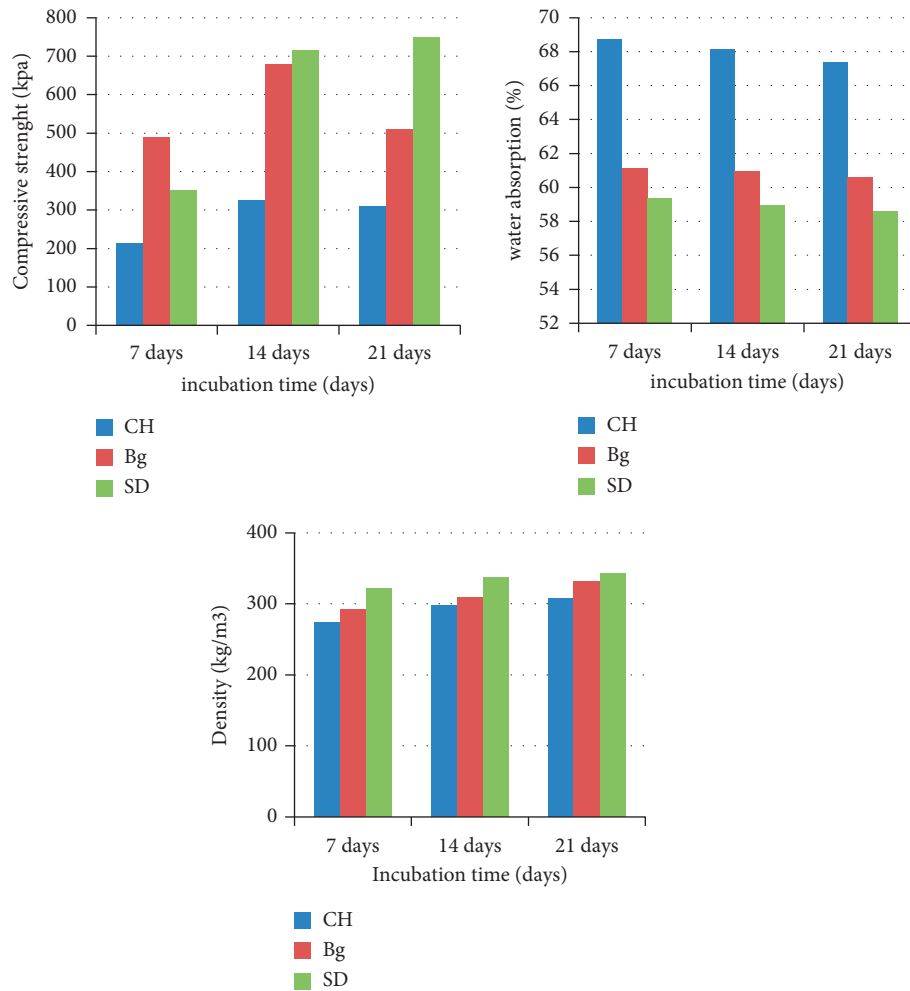 Compressive strenght (kpa)
800
700
600
500
400
300
200
100
0
7 days 14 days 21 days
incubation time (days)
CH
Bg
SD
water absorption (%)
70
68
66
64
62
60
58
56
54
52
7 days 14 days 21 days
incubation time (days)
CH
Bg
SD
Density (kg/m3)
400
300
200
100
0
7 days 14 days 21 days
Incubation time (days)
CH
Bg
SD